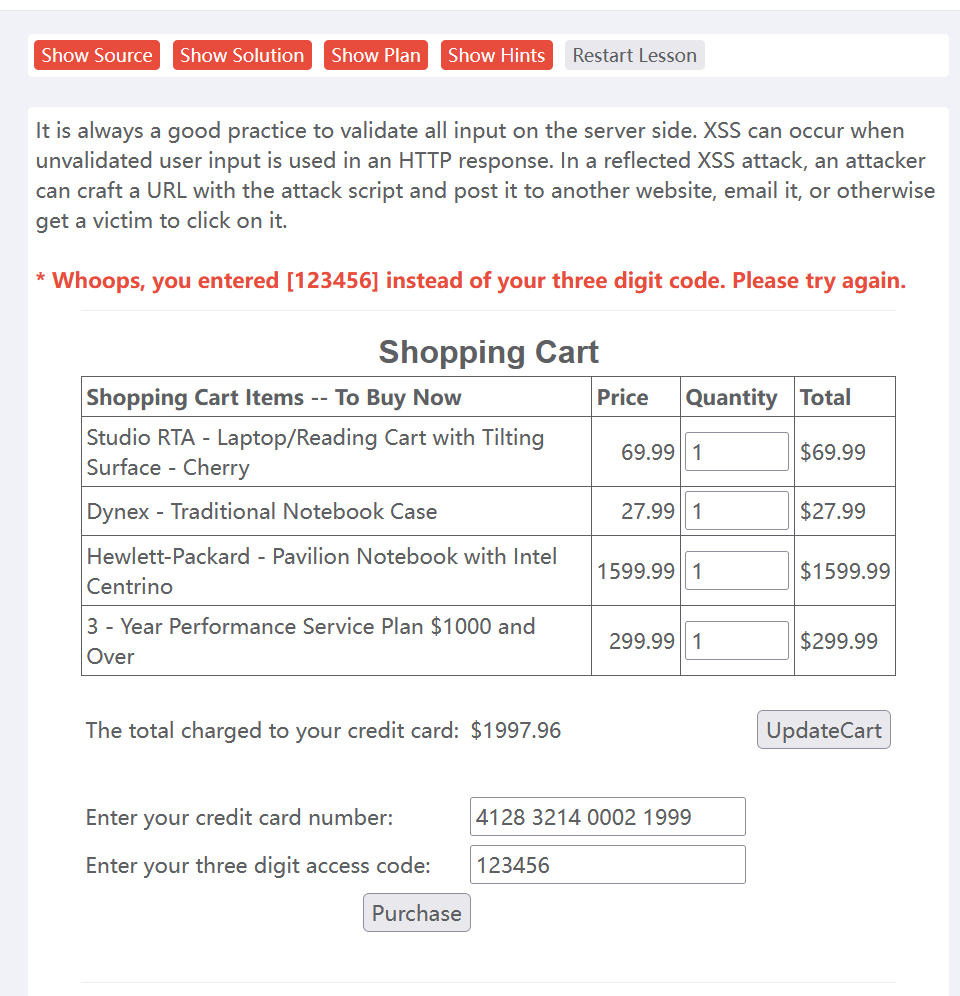 Show Source Show Solution Show Plan Show Hints Restart Lesson
It is always a good practice to validate all input on the server side. XSS can occur when
unvalidated user input is used in an HTTP response. In a reflected XSS attack, an attacker
can craft a URL with the attack script and post it to another website, email it, or otherwise
get a victim to click on it.
* Whoops, you entered [123456] instead of your three digit code. Please try again.
Shopping Cart
Shopping Cart Items -- To Buy Now Price Quantity Total
Studio RTA - Laptop/Reading Cart with Tilting
Surface - Cherry
69.99 1 $69.99
Dynex - Traditional Notebook Case 27.99 1 $27.99
Hewlett-Packard - Pavilion Notebook with Intel
Centrino
1599.99 1 $1599.99
3 - Year Performance Service Plan $1000 and
Over
299.99 1 $299.99
The total charged to your credit card: $1997.96 UpdateCart
Enter your credit card number: 4128 3214 0002 1999
Enter your three digit access code: 123456
Purchase